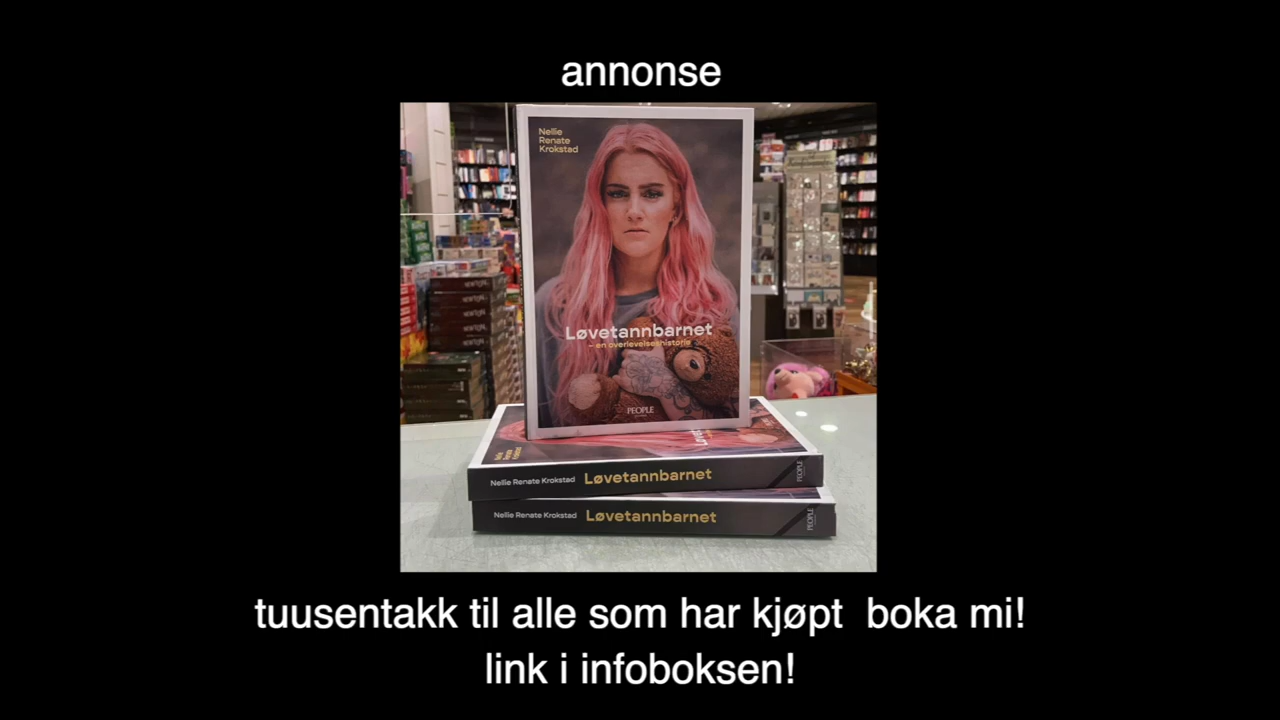 annonse
Nellie
Renate
Krokstad
Løvetannbarnet
– en overlevelseshistorie
PEOPLE
Nellie Renate Krokstad Løvetannbarnet PEOPLE
Nellie Renate Krokstad Løvetannbarnet PEOPLE
tuusentakk til alle som har kjøpt  boka mi!
link i infoboksen!